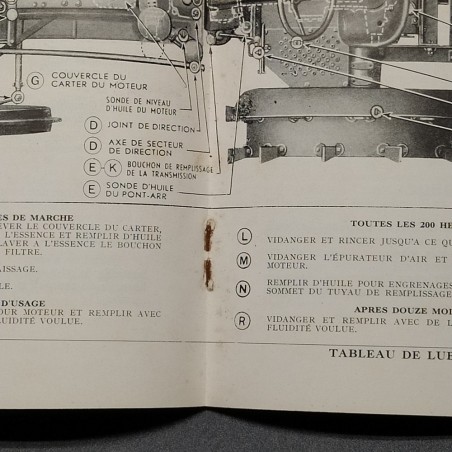 G COUVERCLE DU
CARTER DU MOTEUR
SONDE DE NIVEAU
D'HUILE DU MOTEUR
D JOINT DE DIRECTION
D AXE DE SECTEUR
DE DIRECTION
E - K BOUCHON DE REMPLISSAGE
DE LA TRANSMISSION
E SONDE D'HUILE
DU PONT-ARR
ES DE MARCHE
EVER LE COUVERCLE DU CARTER,
A L'ESSENCE ET REMPLIR D'HUILE
LAVER A L'ESSENCE LE BOUCHON
FILTRE.
LISSAGE.
LE.
D'USAGE
OUR MOTEUR ET REMPLIR AVEC
LUIDITÉ VOULUE.
TOUTES LES 200 HE
L VIDANGER ET RINCER JUSQU'A CE QU
M VIDANGER L'ÉPURATEUR D'AIR ET
MOTEUR.
N REMPLIR D'HUILE POUR ENGRENAGES
SOMMET DU TUYAU DE REMPLISSAGE
APRES DOUZE MOI
R VIDANGER ET REMPLIR AVEC DE L
FLUIDITÉ VOULUE.
TABLEAU DE LUB